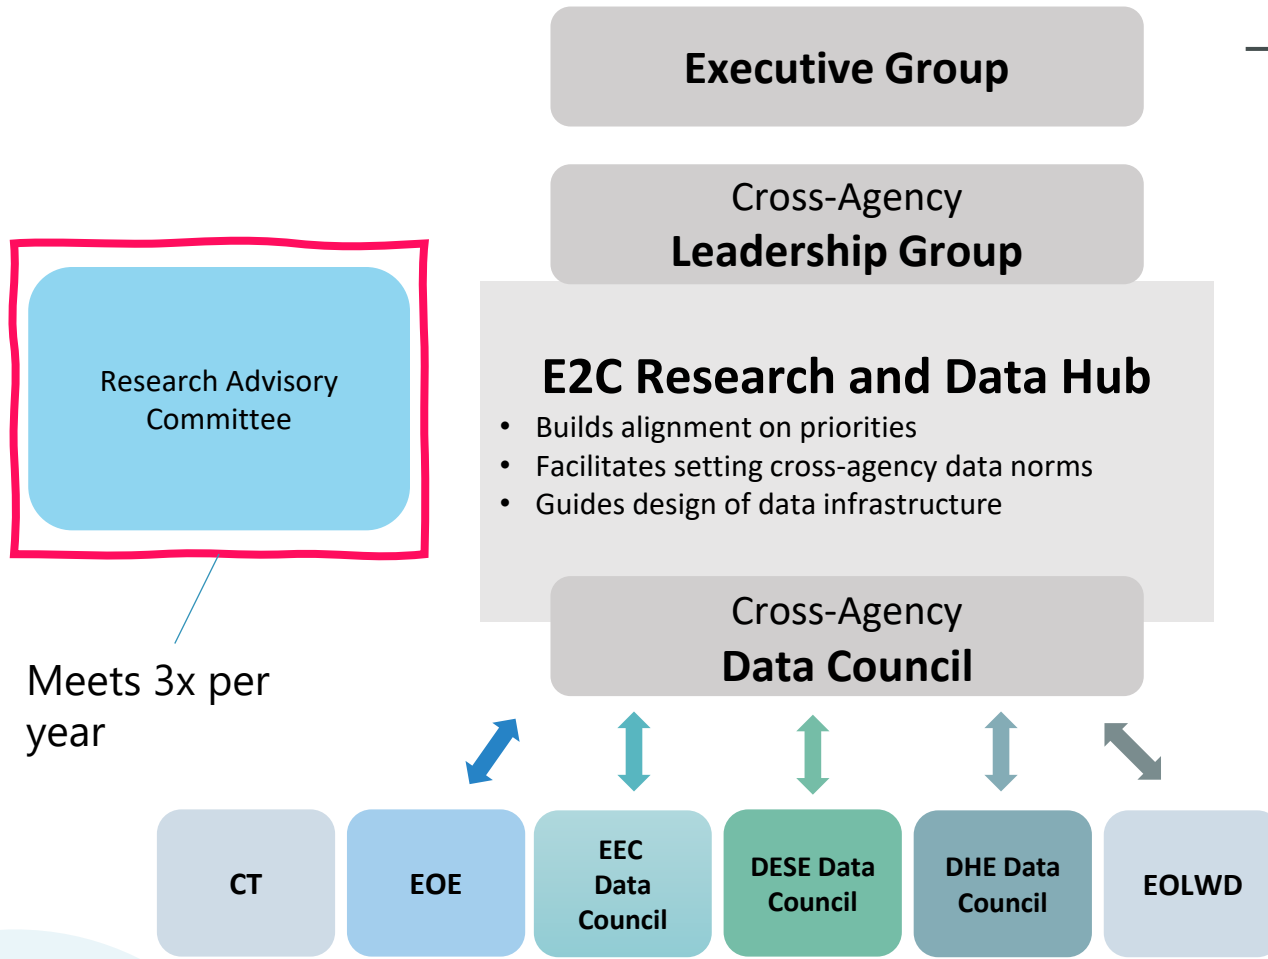 Executive Group
Cross-Agency
Leadership Group
Research Advisory
Committee
E2C Research and Data Hub
• Builds alignment on priorities
• Facilitates setting cross-agency data norms
• Guides design of data infrastructure
Cross-Agency
Data Council
Meets 3x per
year
CT
EOE
EEC
Data
Council
DESE Data
Council
DHE Data
Council
EOLWD